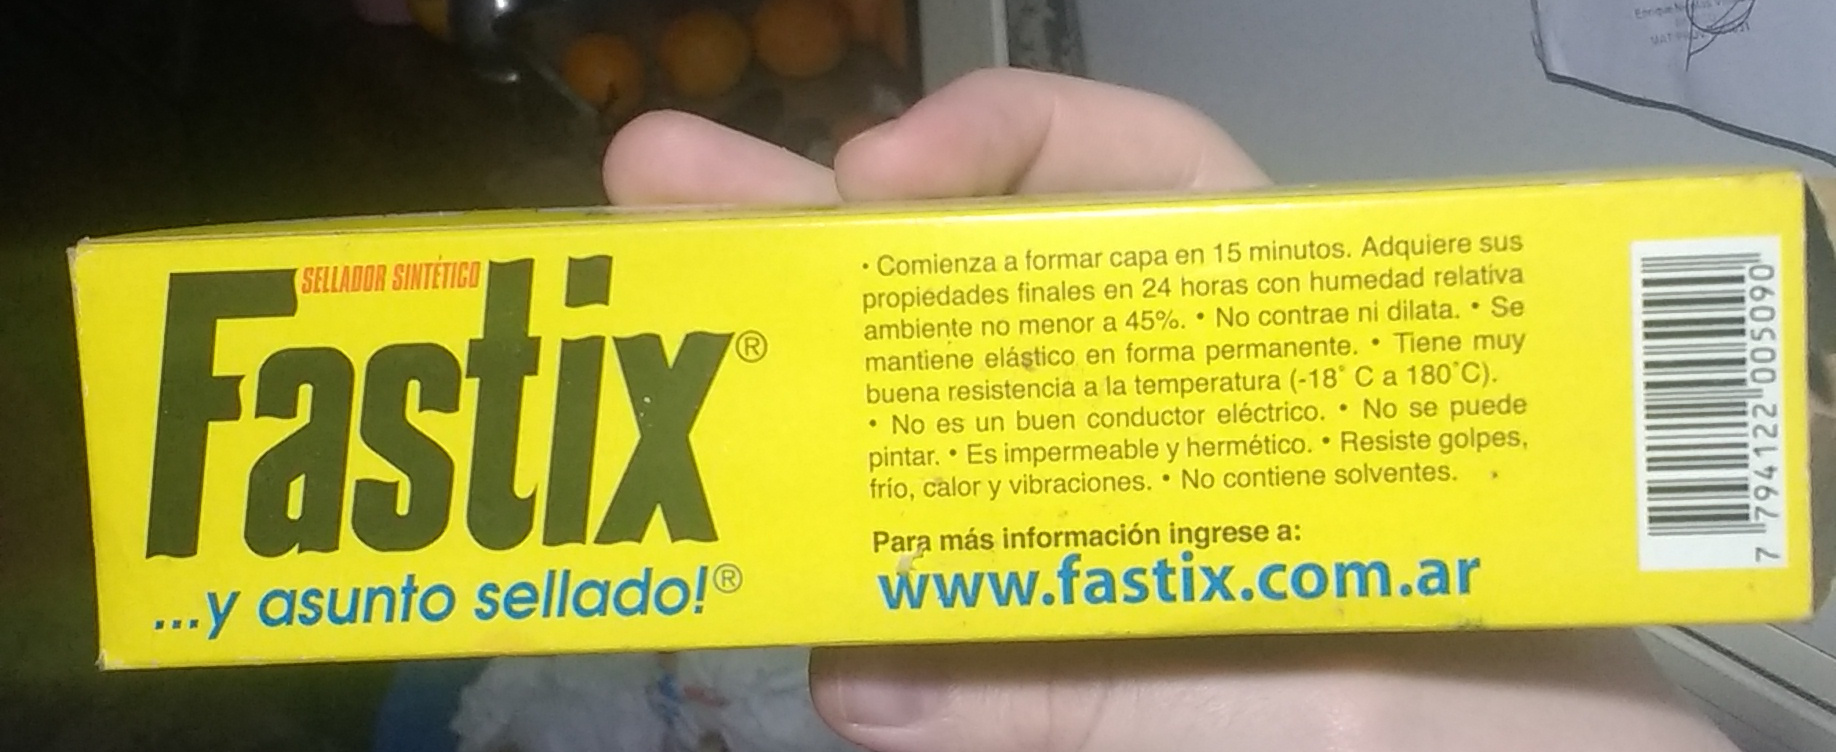 SELLADOR SINTÉTICO
Fastix®
...y asunto sellado!®
• Comienza a formar capa en 15 minutos. Adquiere sus
propiedades finales en 24 horas con humedad relativa
ambiente no menor a 45%. • No contrae ni dilata. • Se
mantiene elástico en forma permanente. • Tiene muy
buena resistencia a la temperatura (-18° C a 180°C).
• No es un buen conductor eléctrico. • No se puede
pintar. • Es impermeable y hermético. • Resiste golpes,
frío, calor y vibraciones. • No contiene solventes.
Para más información ingrese a:
www.fastix.com.ar
7 794122 005090